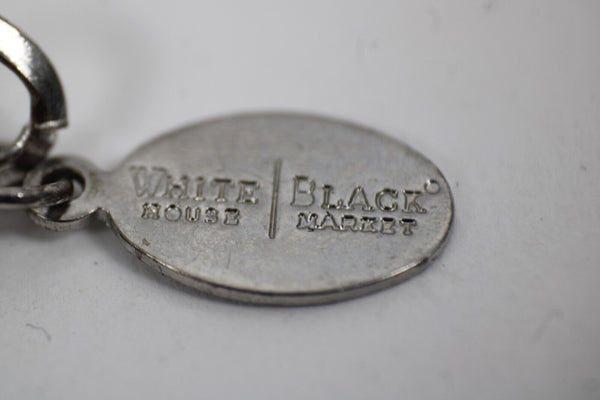 WHITE | BLACK®
HOUSE | MARKET